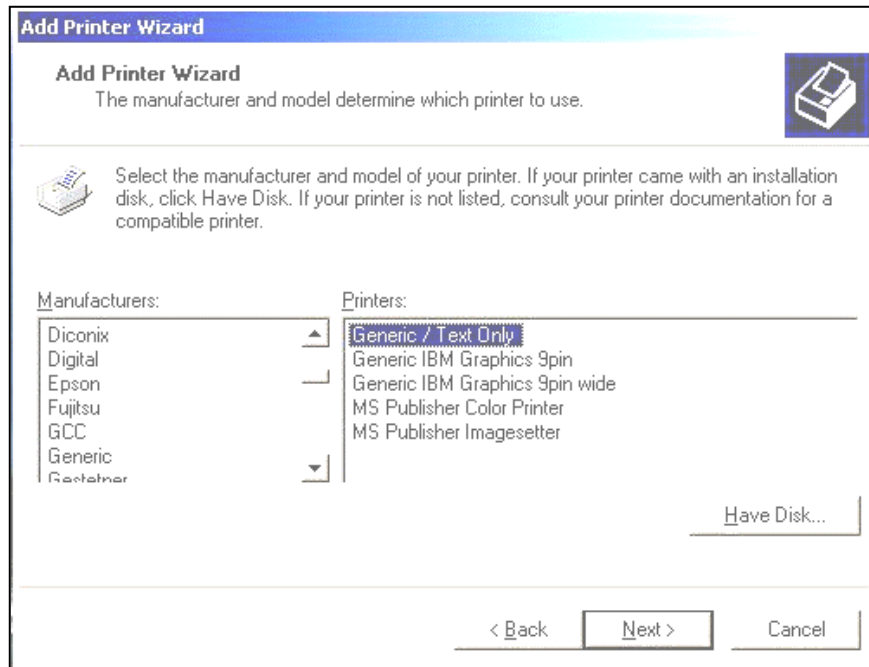 Add Printer Wizard
Add Printer Wizard
The manufacturer and model determine which printer to use.
Select the manufacturer and model of your printer. If your printer came with an installation
disk, click Have Disk. If your printer is not listed, consult your printer documentation for a
compatible printer.
Manufacturers:
Diconix
Digital
Epson
Fujitsu
GCC
Generic
Gestetner
Printers:
Generic / Text Only
Generic IBM Graphics 9pin
Generic IBM Graphics 9pin wide
MS Publisher Color Printer
MS Publisher Imagesetter
Have Disk...
< Back
Next >
Cancel